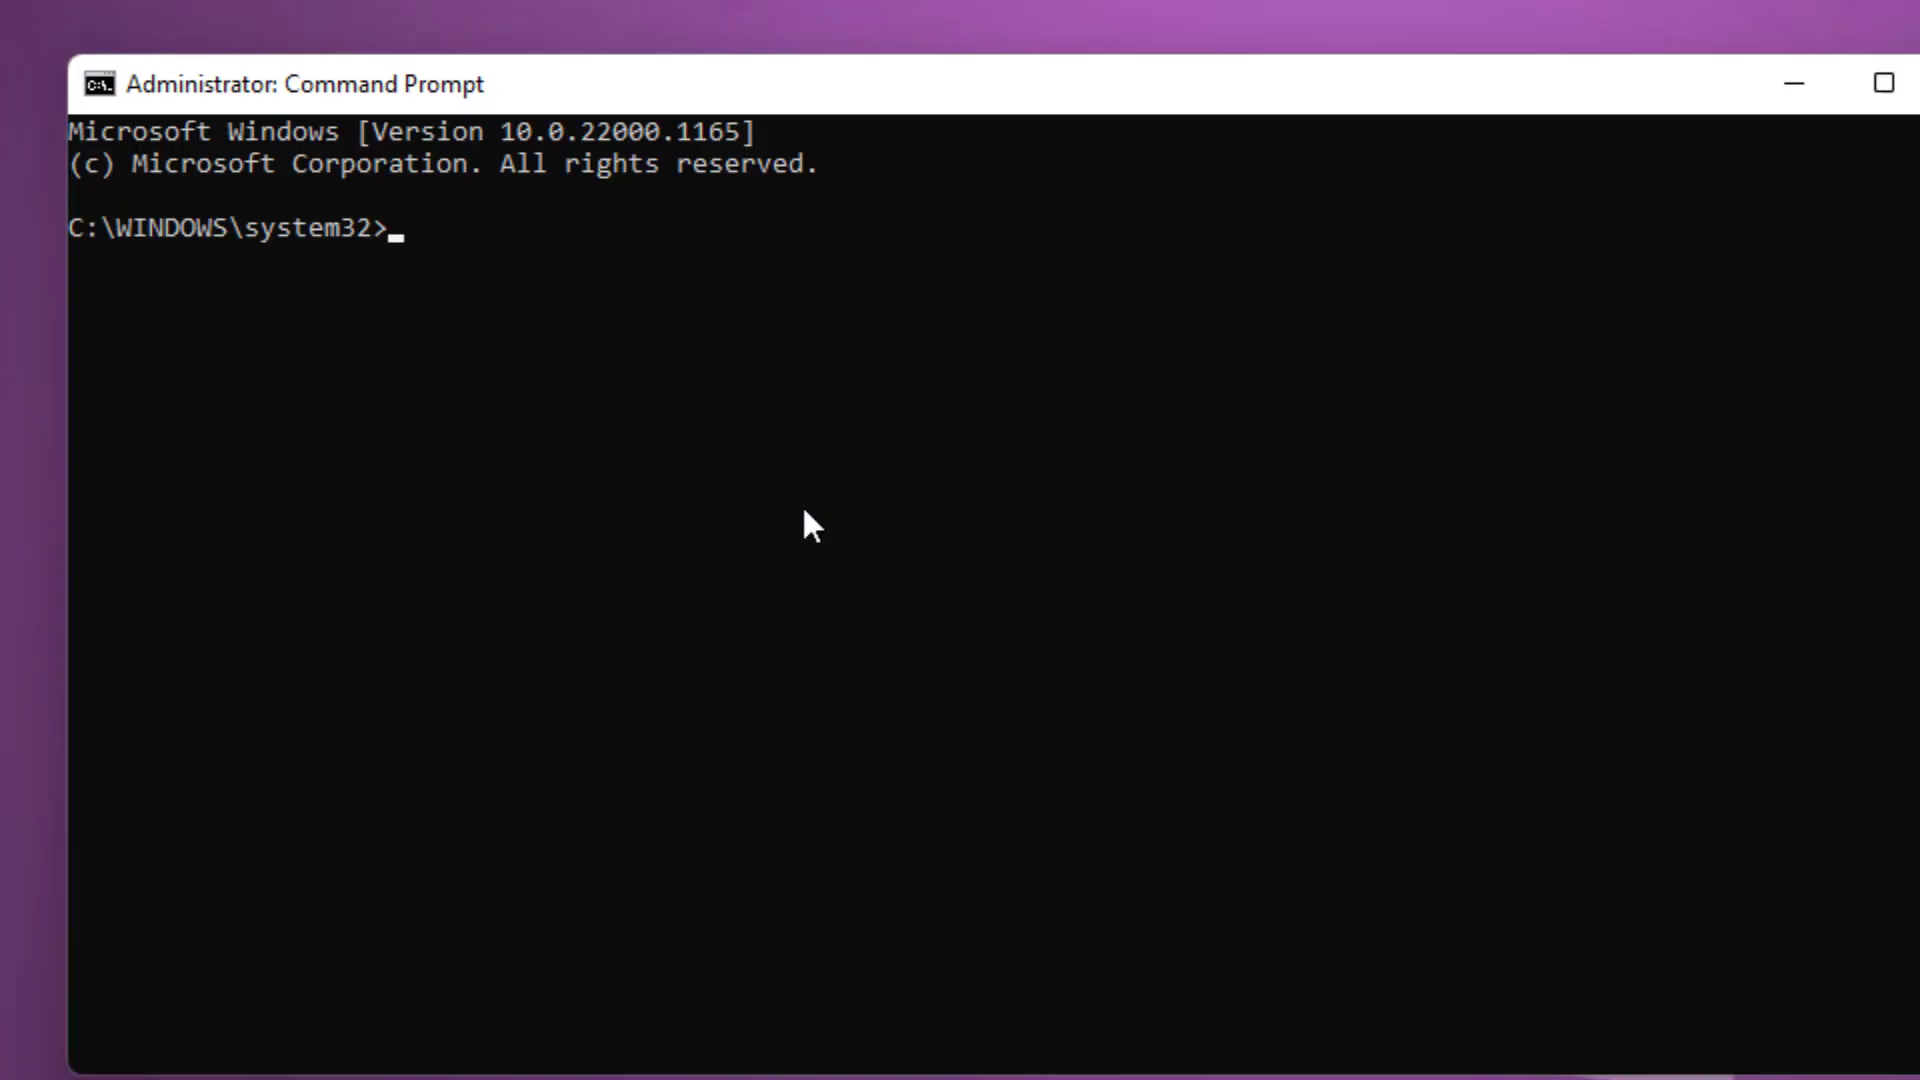 Administrator: Command Prompt
Microsoft Windows [Version 10.0.22000.1165]
(c) Microsoft Corporation. All rights reserved.
C:\WINDOWS\system32>